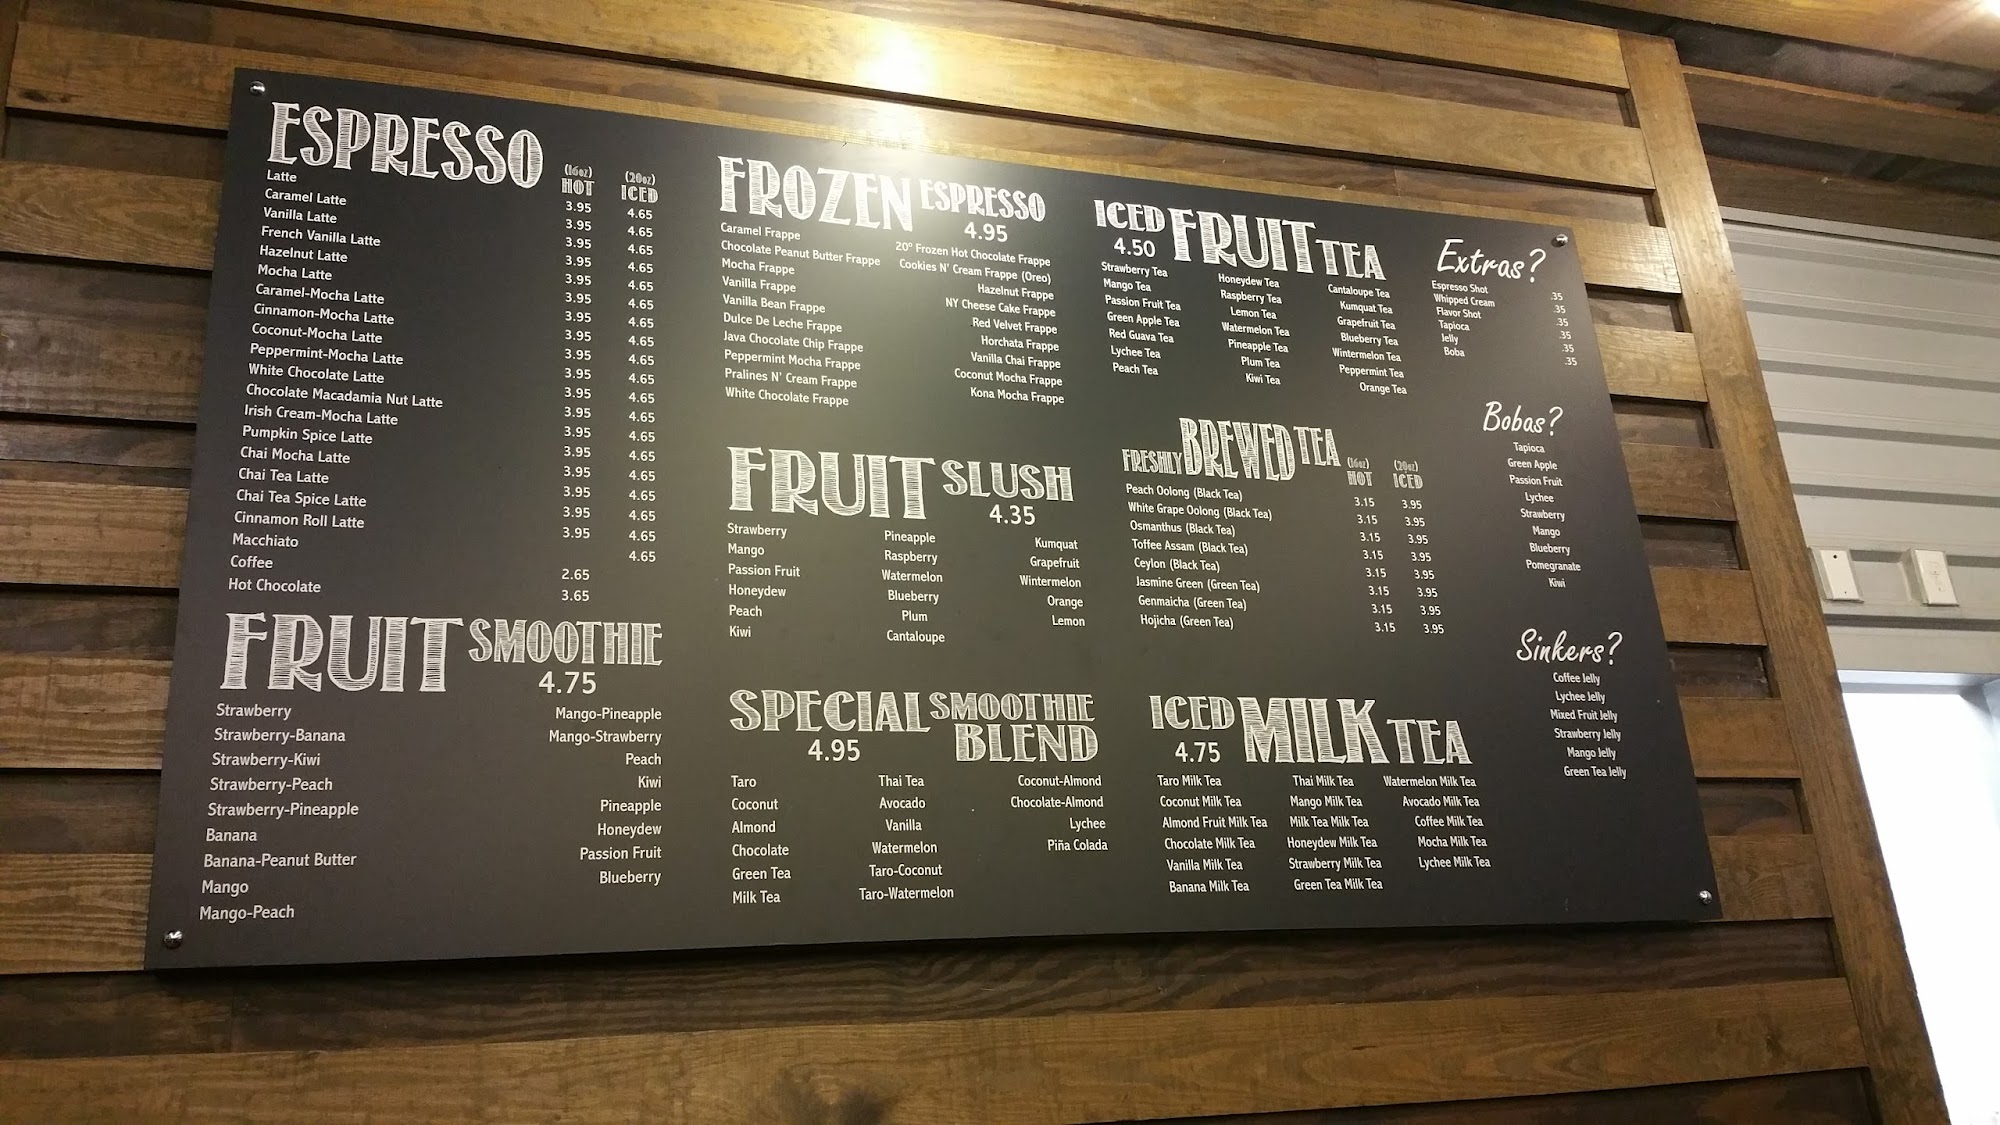 ESPRESSO
(16oz) HOT (20oz) ICED
Latte 3.95 4.65
Caramel Latte 3.95 4.65
Vanilla Latte 3.95 4.65
French Vanilla Latte 3.95 4.65
Hazelnut Latte 3.95 4.65
Mocha Latte 3.95 4.65
Caramel-Mocha Latte 3.95 4.65
Cinnamon-Mocha Latte 3.95 4.65
Coconut-Mocha Latte 3.95 4.65
Peppermint-Mocha Latte 3.95 4.65
White Chocolate Latte 3.95 4.65
Chocolate Macadamia Nut Latte 3.95 4.65
Irish Cream-Mocha Latte 3.95 4.65
Pumpkin Spice Latte 3.95 4.65
Chai Mocha Latte 3.95 4.65
Chai Tea Latte 3.95 4.65
Chai Tea Spice Latte 3.95 4.65
Cinnamon Roll Latte 3.95 4.65
Macchiato 4.65
Coffee 2.65
Hot Chocolate 3.65
FRUIT SMOOTHIE
4.75
Strawberry
Strawberry-Banana
Strawberry-Kiwi
Strawberry-Peach
Strawberry-Pineapple
Banana
Banana-Peanut Butter
Mango
Mango-Peach
Mango-Pineapple
Mango-Strawberry
Peach
Kiwi
Pineapple
Honeydew
Passion Fruit
Blueberry
FROZEN ESPRESSO
4.95
Caramel Frappe
Chocolate Peanut Butter Frappe
Mocha Frappe
Vanilla Frappe
Vanilla Bean Frappe
Dulce De Leche Frappe
Java Chocolate Chip Frappe
Peppermint Mocha Frappe
Pralines N' Cream Frappe
White Chocolate Frappe
20° Frozen Hot Chocolate Frappe
Cookies N' Cream Frappe (Oreo)
Hazelnut Frappe
NY Cheese Cake Frappe
Red Velvet Frappe
Horchata Frappe
Vanilla Chai Frappe
Coconut Mocha Frappe
Kona Mocha Frappe
FRUIT SLUSH
4.35
Strawberry
Mango
Passion Fruit
Honeydew
Peach
Kiwi
Pineapple
Raspberry
Watermelon
Blueberry
Plum
Cantaloupe
Kumquat
Grapefruit
Wintermelon
Orange
Lemon
SPECIAL SMOOTHIE BLEND
4.95
Taro
Coconut
Almond
Chocolate
Green Tea
Milk Tea
Thai Tea
Avocado
Vanilla
Watermelon
Taro-Coconut
Taro-Watermelon
Coconut-Almond
Chocolate-Almond
Lychee
Piña Colada
ICED FRUIT TEA
4.50
Strawberry Tea
Mango Tea
Passion Fruit Tea
Green Apple Tea
Red Guava Tea
Lychee Tea
Peach Tea
Honeydew Tea
Raspberry Tea
Lemon Tea
Watermelon Tea
Pineapple Tea
Plum Tea
Kiwi Tea
Cantaloupe Tea
Kumquat Tea
Grapefruit Tea
Blueberry Tea
Wintermelon Tea
Peppermint Tea
Orange Tea
FRESHLY BREWED TEA
(16oz) HOT (20oz) ICED
Peach Oolong (Black Tea) 3.15 3.95
White Grape Oolong (Black Tea) 3.15 3.95
Osmanthus (Black Tea) 3.15 3.95
Toffee Assam (Black Tea) 3.15 3.95
Ceylon (Black Tea) 3.15 3.95
Jasmine Green (Green Tea) 3.15 3.95
Genmaicha (Green Tea) 3.15 3.95
Hojicha (Green Tea) 3.15 3.95
ICED MILK TEA
4.75
Taro Milk Tea
Coconut Milk Tea
Almond Fruit Milk Tea
Chocolate Milk Tea
Vanilla Milk Tea
Banana Milk Tea
Thai Milk Tea
Mango Milk Tea
Milk Tea Milk Tea
Honeydew Milk Tea
Strawberry Milk Tea
Green Tea Milk Tea
Watermelon Milk Tea
Avocado Milk Tea
Coffee Milk Tea
Mocha Milk Tea
Lychee Milk Tea
Extras?
Espresso Shot .35
Whipped Cream .35
Flavor Shot .35
Tapioca .35
Jelly .35
Boba .35
Bobas?
Tapioca
Green Apple
Passion Fruit
Lychee
Strawberry
Mango
Blueberry
Pomegranate
Kiwi
Sinkers?
Coffee Jelly
Lychee Jelly
Mixed Fruit Jelly
Strawberry Jelly
Mango Jelly
Green Tea Jelly